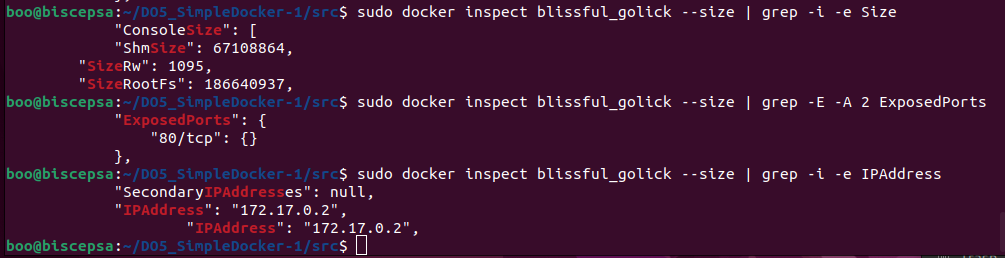 boo@biscepsa:~/DO5_SimpleDocker-1/src$ sudo docker inspect blissful_golick --size | grep -i -e Size
            "ConsoleSize": [
            "ShmSize": 67108864,
        "SizeRw": 1095,
        "SizeRootFs": 186640937,
boo@biscepsa:~/DO5_SimpleDocker-1/src$ sudo docker inspect blissful_golick --size | grep -E -A 2 ExposedPorts
            "ExposedPorts": {
                "80/tcp": {}
            },
boo@biscepsa:~/DO5_SimpleDocker-1/src$ sudo docker inspect blissful_golick --size | grep -i -e IPAddress
            "SecondaryIPAddresses": null,
            "IPAddress": "172.17.0.2",
                    "IPAddress": "172.17.0.2",
boo@biscepsa:~/DO5_SimpleDocker-1/src$